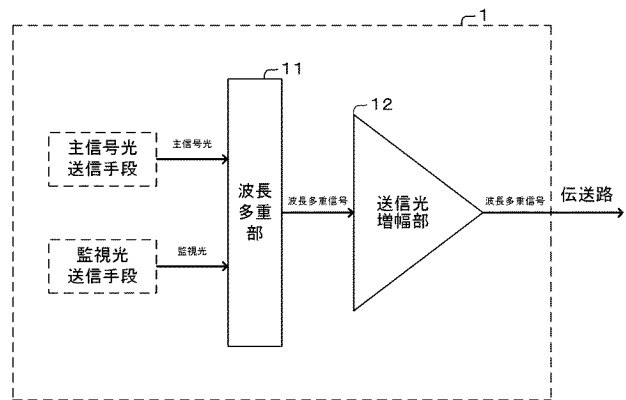 1
11
12
主信号光
送信手段
主信号光
監視光
送信手段
監視光
波長
多重
部
波長多重信号
送信光
増幅部
波長多重信号
伝送路